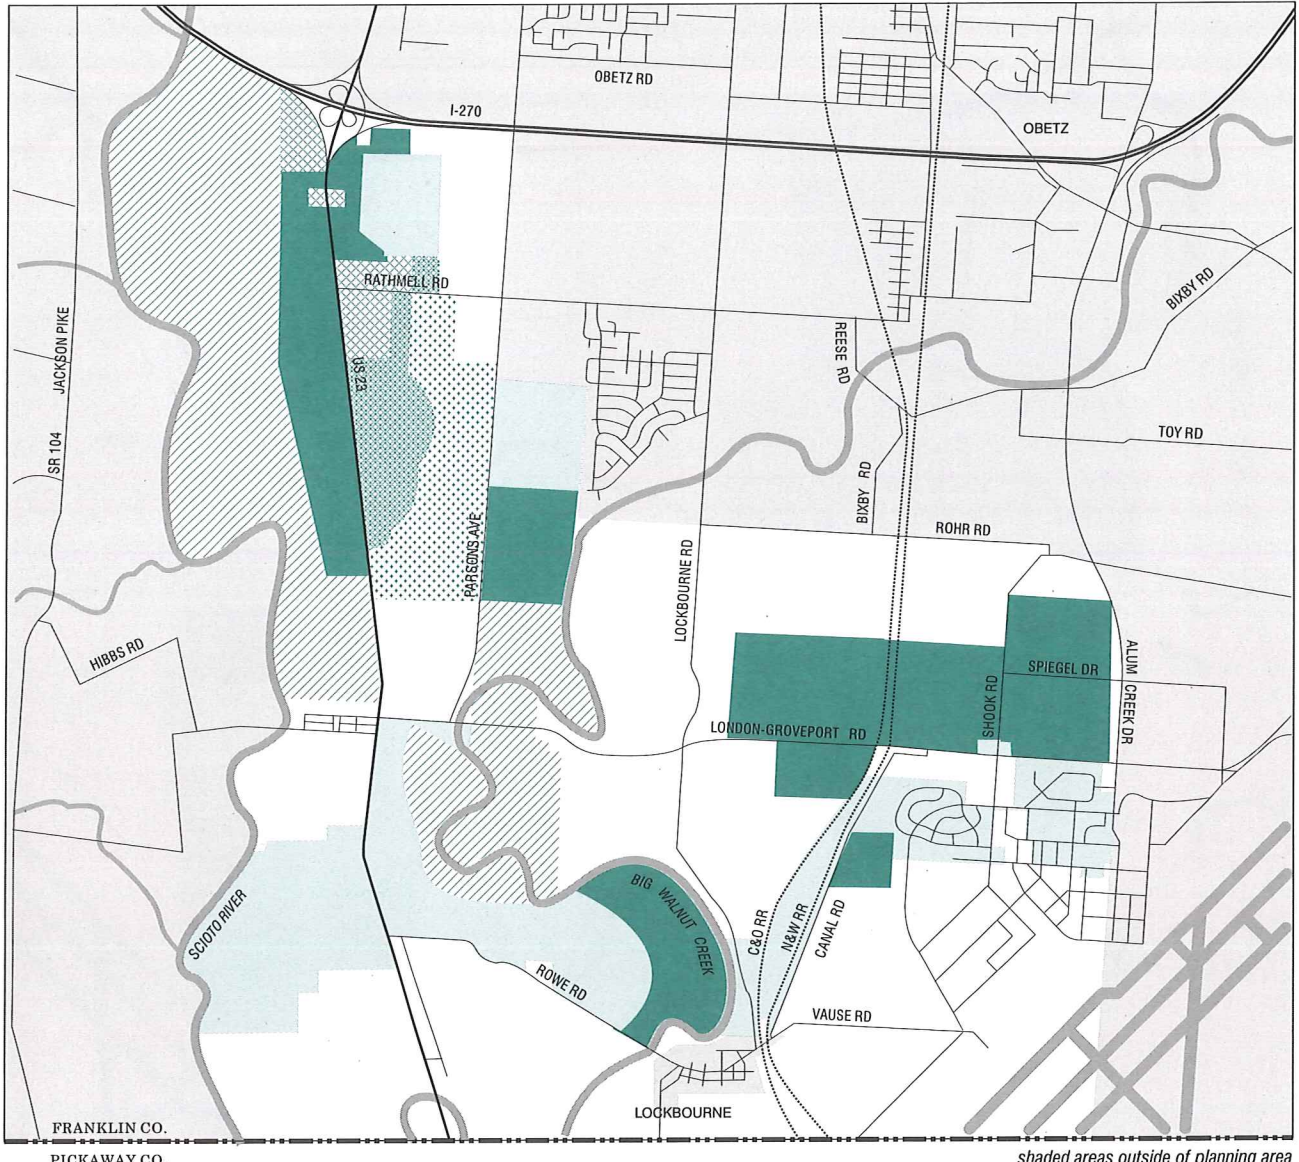 OBETZ RD
I-270
OBETZ
RATHMELL RD
BIXBY RD
JACKSON PIKE
US 23
REESE RD
SR 104
TOY RD
BIXBY RD
PARSONS AVE
ROHR RD
LOCKBOURNE RD
HIBBS RD
SPIEGEL DR
ALUM CREEK DR
SHOOK RD
LONDON-GROVEPORT RD
BIG WALNUT CREEK
SCIOTO RIVER
C&O RR
N&W RR
CANAL RD
ROWE RD
VAUSE RD
LOCKBOURNE
FRANKLIN CO.
PICKAWAY CO.
shaded areas outside of planning area